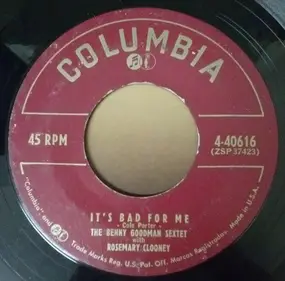 COLUMBIA
45 RPM
4-40616
(ZSP 37423)
IT'S BAD FOR ME
- Cole Porter -
THE BENNY GOODMAN SEXTET
with
ROSEMARY CLOONEY
"Columbia", Trade Marks Reg. U.S. Pat. Off. Marcas Registradas. Made in U.S.A.